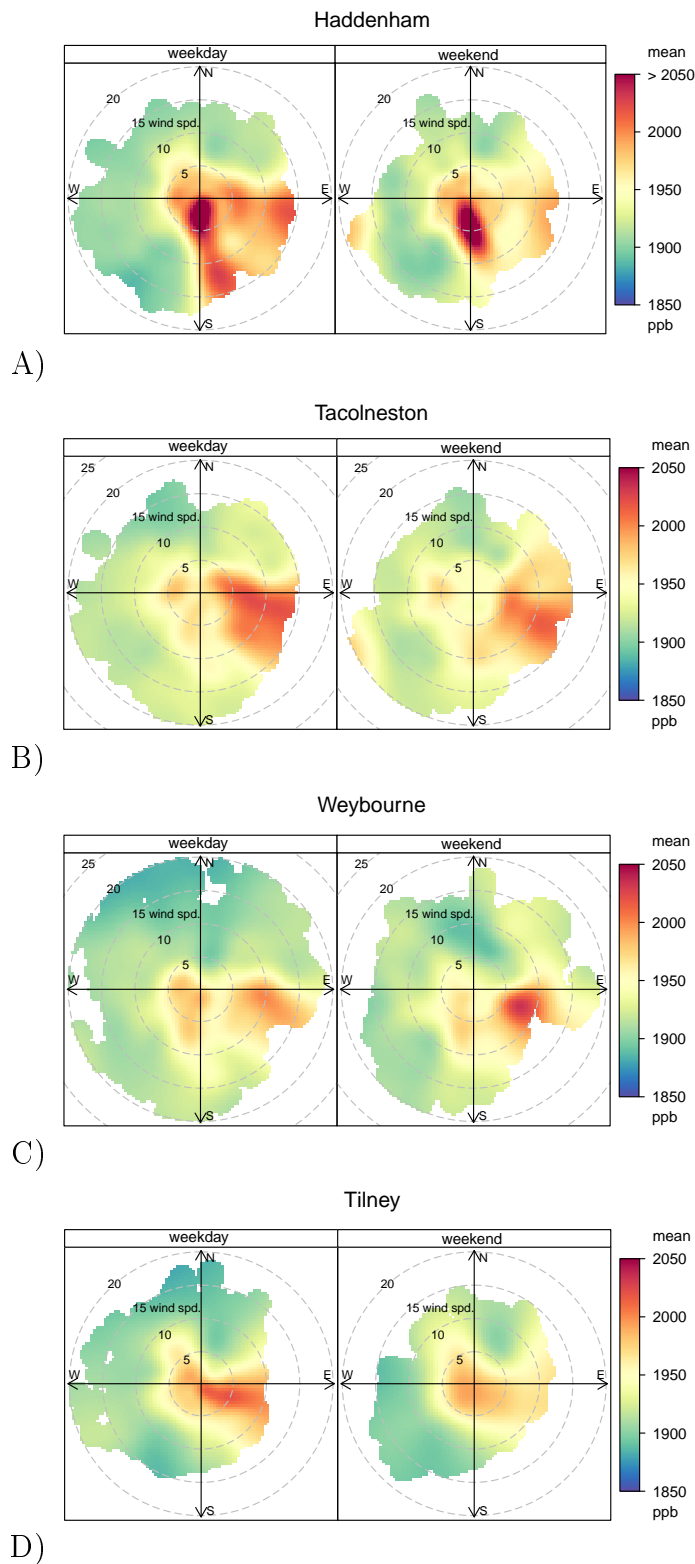 Haddenham
weekday weekend
mean
> 2050
2000
1950
1900
1850
ppb
N
20
15 wind spd.
10
5
W E
S
N
20
15 wind spd.
10
5
W E
S
A)
Tacolneston
weekday weekend
mean
2050
2000
1950
1900
1850
ppb
25
N
20
15 wind spd.
10
5
W E
S
25
N
20
15 wind spd.
10
5
W E
S
B)
Weybourne
weekday weekend
mean
2050
2000
1950
1900
1850
ppb
25
N
20
15 wind spd.
10
5
W E
S
25
N
20
15 wind spd.
10
5
W E
S
C)
Tilney
weekday weekend
mean
2050
2000
1950
1900
1850
ppb
N
20
15 wind spd.
10
5
W E
S
N
20
15 wind spd.
10
5
W E
S
D)